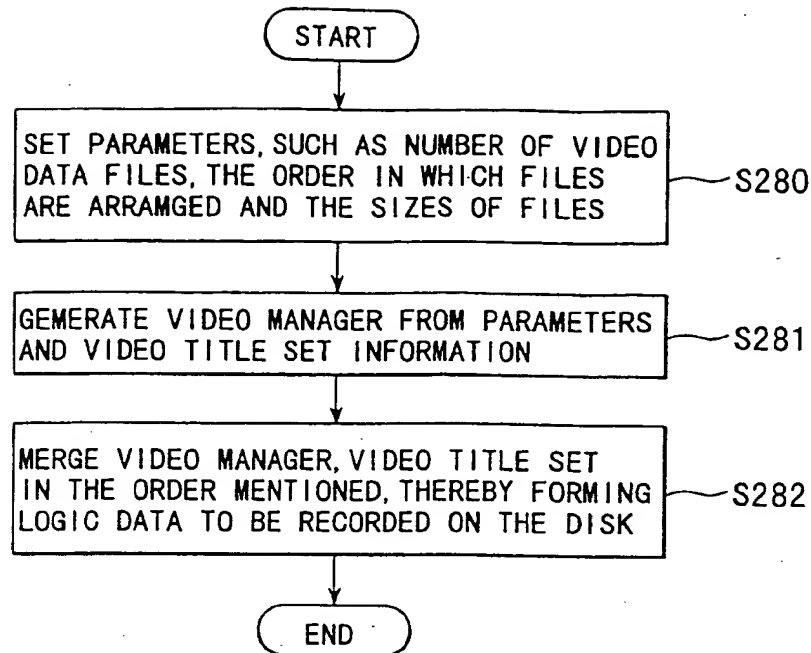 START
SET PARAMETERS, SUCH AS NUMBER OF VIDEO
DATA FILES, THE ORDER IN WHICH FILES
ARE ARRAMGED AND THE SIZES OF FILES
S280
GEMERATE VIDEO MANAGER FROM PARAMETERS
AND VIDEO TITLE SET INFORMATION
S281
MERGE VIDEO MANAGER, VIDEO TITLE SET
IN THE ORDER MENTIONED, THEREBY FORMING
LOGIC DATA TO BE RECORDED ON THE DISK
S282
END